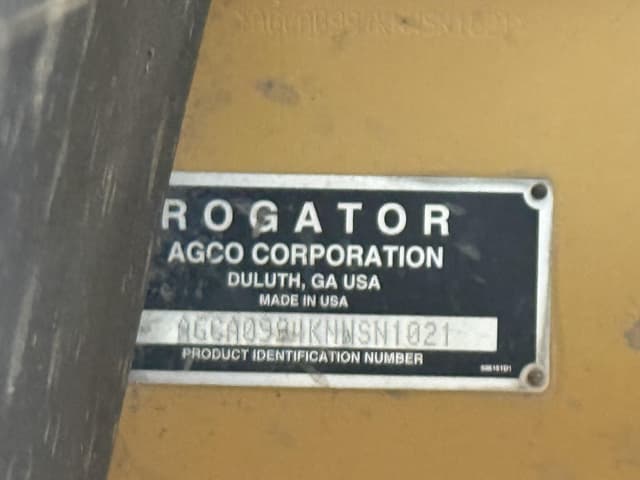 ROGATOR
AGCO CORPORATION
DULUTH, GA USA
MADE IN USA
AGCA0984KNWSN1021
PRODUCT IDENTIFICATION NUMBER